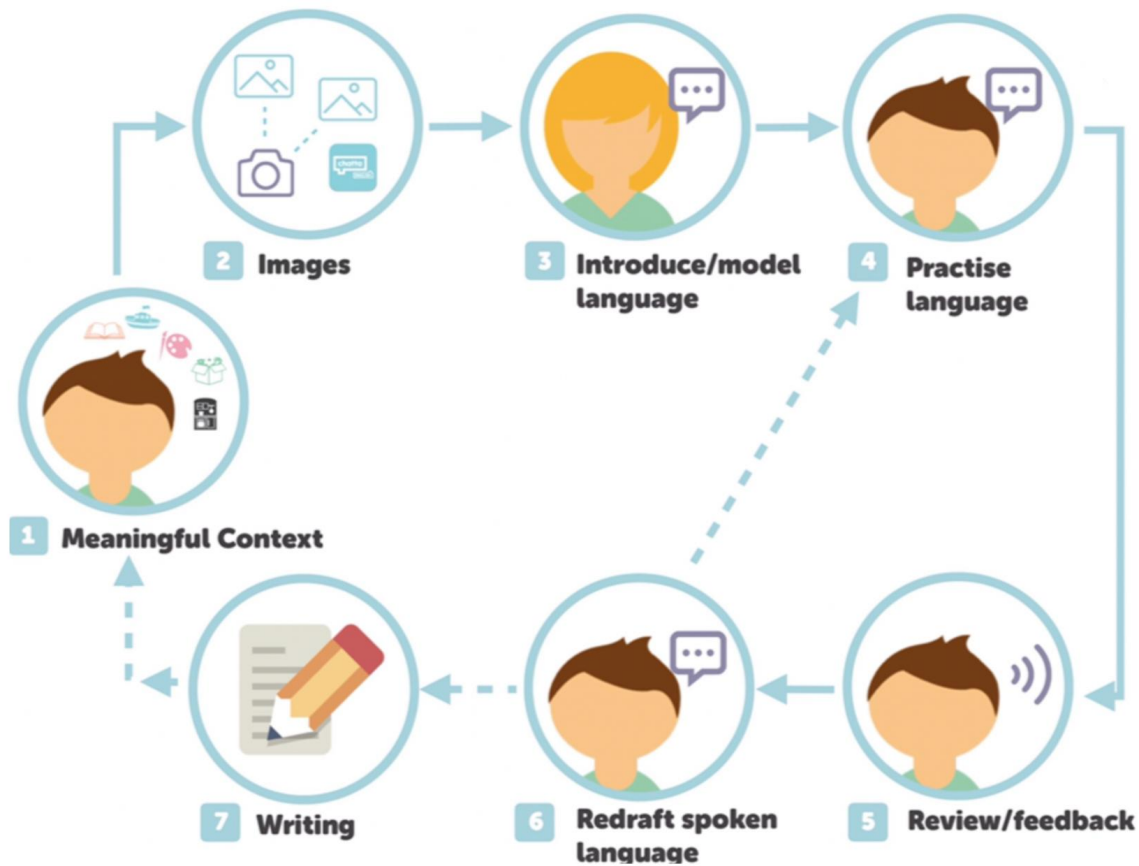 2 Images
3 Introduce/model
language
4 Practise
language
1 Meaningful Context
7 Writing
6 Redraft spoken
language
5 Review/feedback
chatta